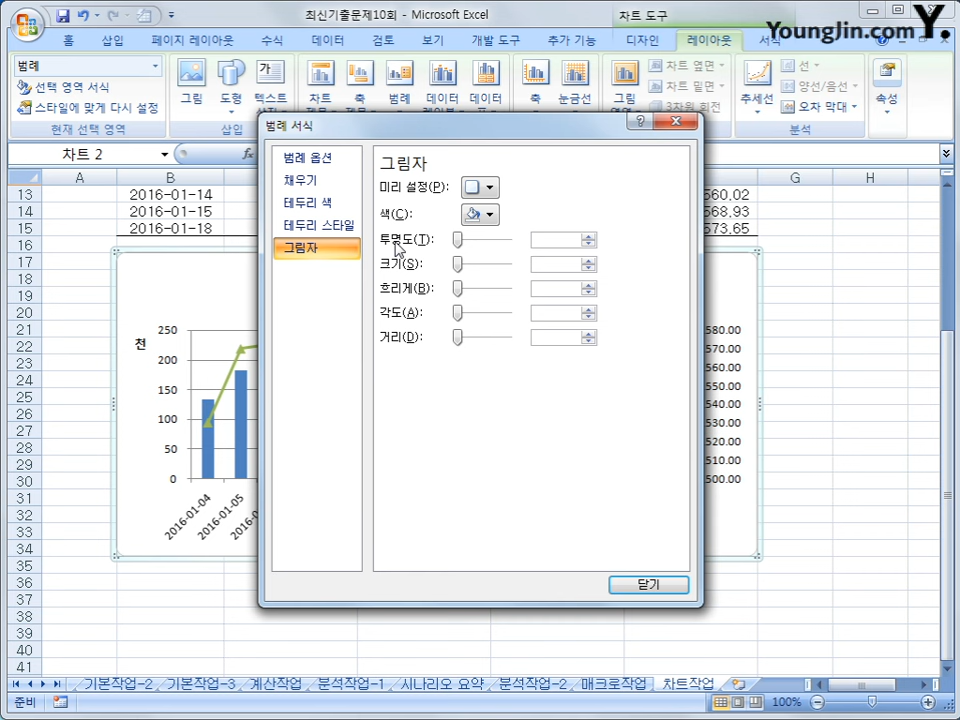 최신기출문제10회 - Microsoft Excel
차트 도구
YoungJin.com Y.
홈 삽입 페이지 레이아웃 수식 데이터 검토 보기 개발 도구 추가 기능 디자인 레이아웃 서식
범례
선택 영역 서식
스타일에 맞게 다시 설정
현재 선택 영역
그림 도형 텍스트
삽입
차트 축 범례 데이터 데이터
축 눈금선
그림
차트 옆면
차트 밑면
3차원 회전
추세선
선
양선/음선
오차 막대
분석
속성
차트 2
fx
A B G H
13 2016-01-14 560.02
14 2016-01-15 568.93
15 2016-01-18 573.65
16
17
18
19
20
21
22
23
24
25
26
27
28
29
30
31
32
33
34
35
36
37
38
39
40
41
천
250
200
150
100
50
0
2016-01-04
2016-01-05
580.00
570.00
560.00
550.00
540.00
530.00
520.00
510.00
500.00
범례 서식
범례 옵션
채우기
테두리 색
테두리 스타일
그림자
그림자
미리 설정(P):
색(C):
투명도(T):
크기(S):
흐리게(B):
각도(A):
거리(D):
닫기
기본작업-2 기본작업-3 계산작업 분석작업-1 시나리오 요약 분석작업-2 매크로작업 차트작업
준비
100%